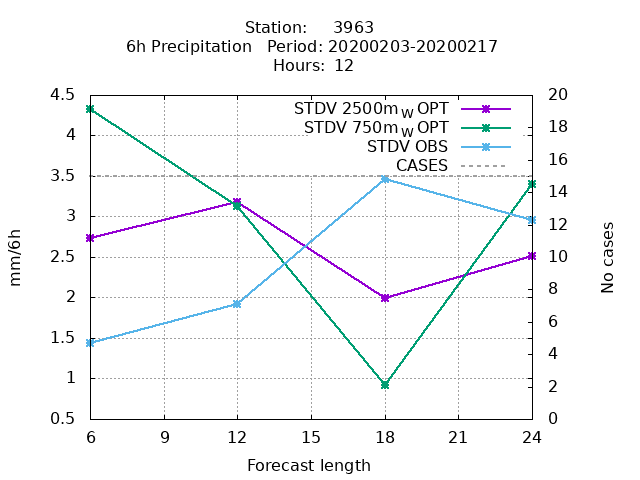 Station: 3963
6h Precipitation Period: 20200203-20200217
Hours: 12
STDV 2500m W OPT
STDV 750m W OPT
STDV OBS
CASES
4.5
4
3.5
3
2.5
2
1.5
1
0.5
mm/6h
20
18
16
14
12
10
8
6
4
2
0
No cases
6 9 12 15 18 21 24
Forecast length